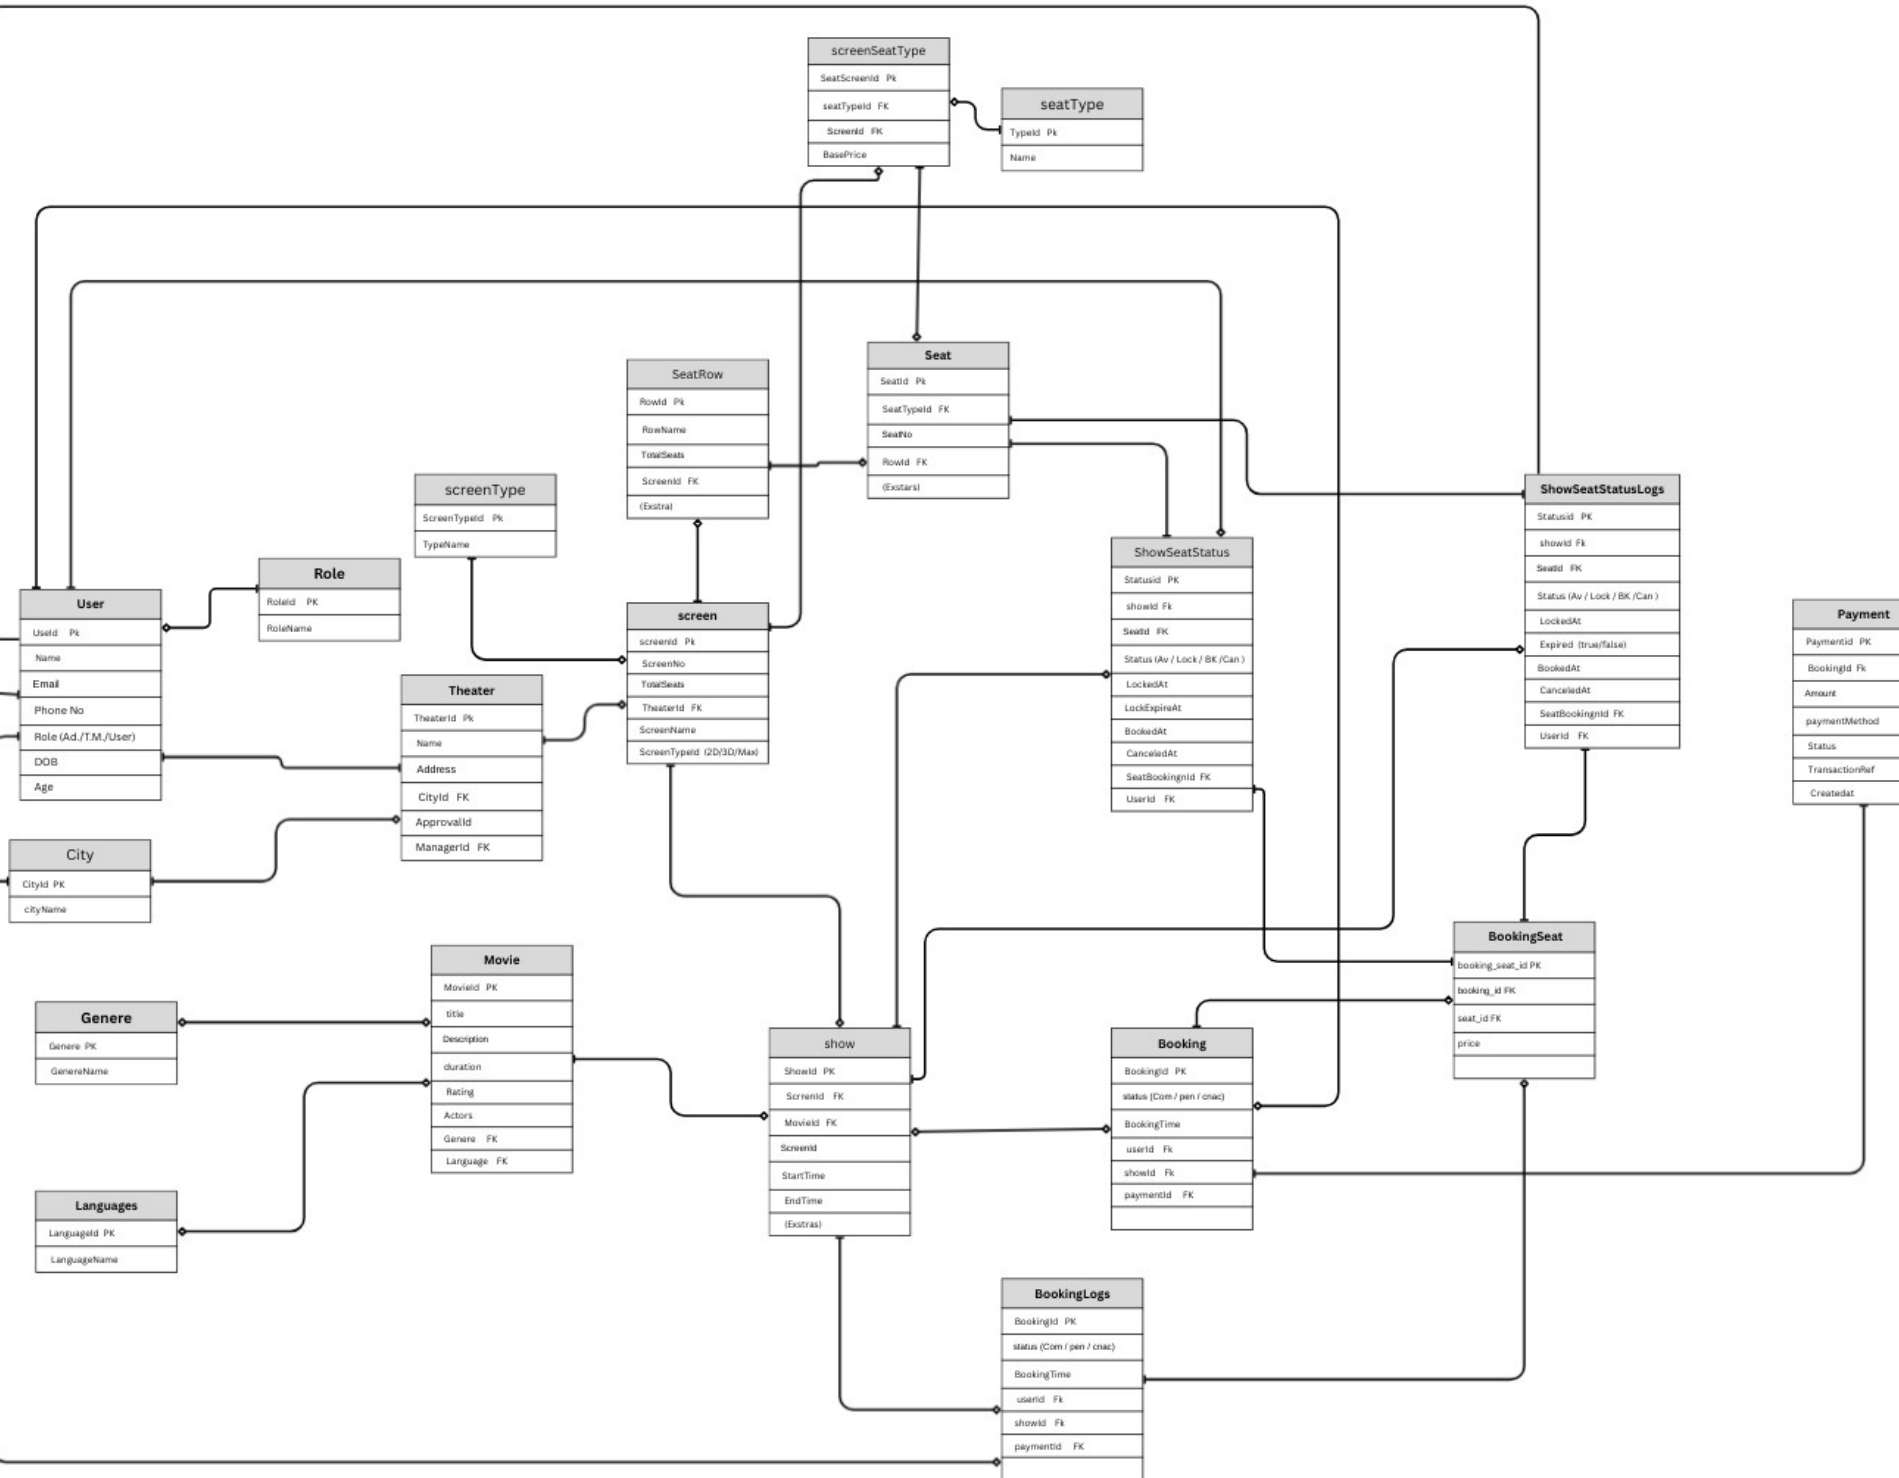 screenSeatType
SeatScreenId Pk
seatTypeId FK
ScreenId FK
BasePrice
seatType
TypeId Pk
Name
Seat
SeatId Pk
SeatTypeId FK
SeatNo
RowId FK
(Exstars)
SeatRow
RowId Pk
RowName
TotalSeats
ScreenId FK
(Exstra)
screenType
ScreenTypeId Pk
TypeName
Role
RoleId PK
RoleName
User
UseId Pk
Name
Email
Phone No
Role (Ad./T.M./User)
DOB
Age
Theater
TheaterId Pk
Name
Address
CityId FK
ApprovalId
ManagerId FK
screen
screenId Pk
ScreenNo
TotalSeats
TheaterId FK
ScreenName
ScreenTypeId (2D/3D/Max)
ShowSeatStatus
Statusid PK
showId Fk
SeatId FK
Status (Av / Lock / BK /Can )
LockedAt
LockExpireAt
BookedAt
CanceledAt
SeatBookingnId FK
UserId FK
ShowSeatStatusLogs
Statusid PK
showId Fk
SeatId FK
Status (Av / Lock / BK /Can )
LockedAt
Expired (true/false)
BookedAt
CanceledAt
SeatBookingnId FK
UserId FK
Payment
Paymentid PK
BookingId Fk
Amount
paymentMethod
Status
TransactionRef
Createdat
City
CityId PK
cityName
Movie
MovieId PK
title
Description
duration
Rating
Actors
Genere FK
Language FK
Genere
Genere PK
GenereName
Languages
LanguageId PK
LanguageName
show
ShowId PK
ScrrenId FK
MovieId FK
ScreenId
StartTime
EndTime
(Exstras)
Booking
BookingId PK
status (Com / pen / cnac)
BookingTime
userId Fk
showId Fk
paymentId FK
BookingSeat
booking_seat_id PK
booking_id FK
seat_id FK
price
BookingLogs
BookingId PK
status (Com / pen / cnac)
BookingTime
userId Fk
showId Fk
paymentId FK